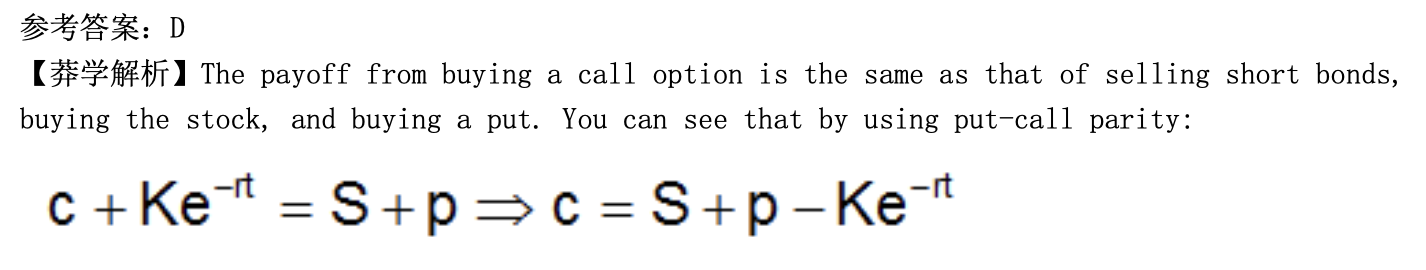 参考答案：D
【莽学解析】The payoff from buying a call option is the same as that of selling short bonds,
buying the stock, and buying a put. You can see that by using put-call parity:
c + Ke^{-rt} = S + p ⇒ c = S + p − Ke^{-rt}